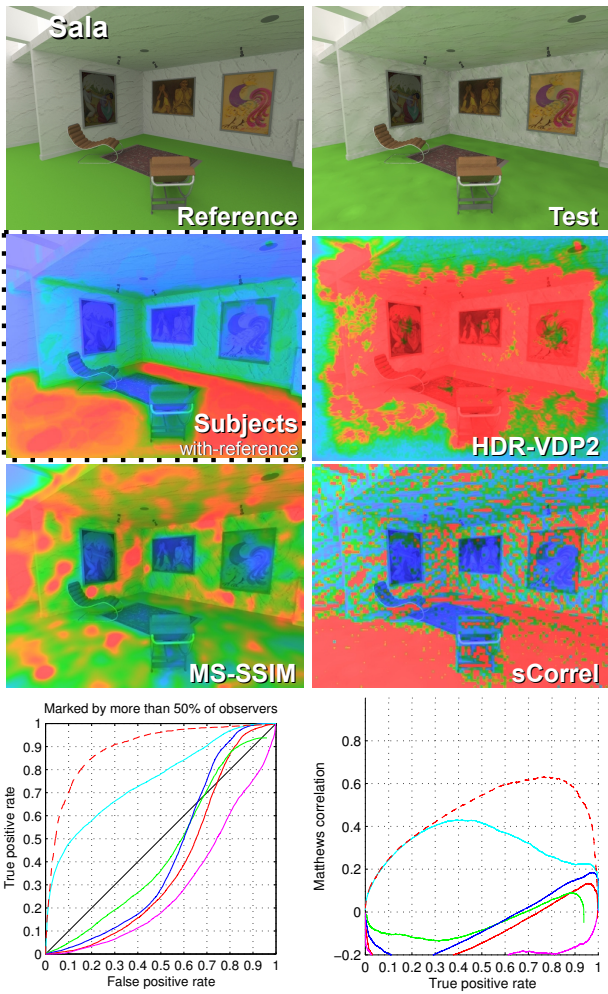 Sala
Reference
Test
Subjects
with-reference
HDR-VDP2
MS-SSIM
sCorrel
Marked by more than 50% of observers
True positive rate
1
0.9
0.8
0.7
0.6
0.5
0.4
0.3
0.2
0.1
0
0 0.1 0.2 0.3 0.4 0.5 0.6 0.7 0.8 0.9 1
False positive rate
Matthews correlation
0.8
0.6
0.4
0.2
0
−0.2
0 0.1 0.2 0.3 0.4 0.5 0.6 0.7 0.8 0.9 1
True positive rate